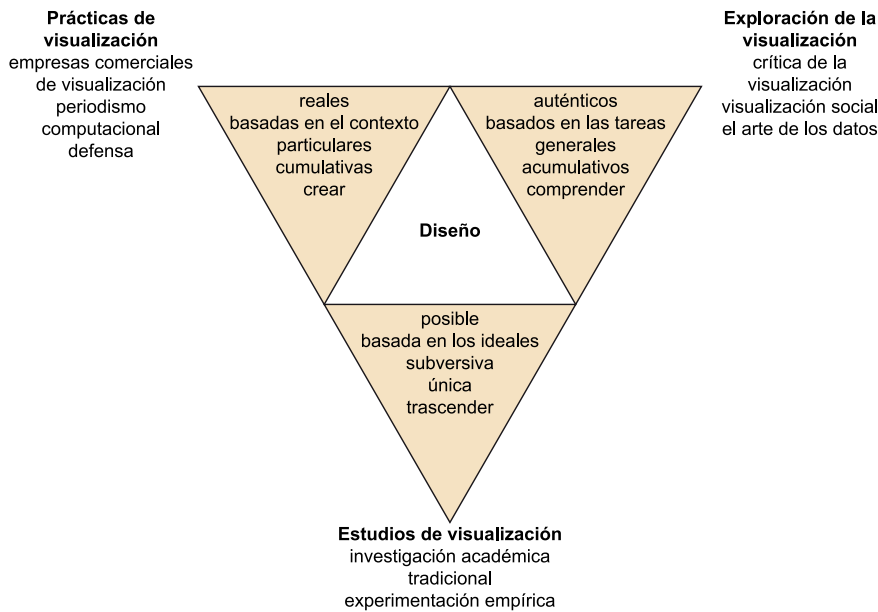 Prácticas de
visualización
empresas comerciales
de visualización
periodismo
computacional
defensa
Exploración de la
visualización
crítica de la
visualización
visualización social
el arte de los datos
reales
basadas en el contexto
particulares
cumulativas
crear
auténticos
basados en las tareas
generales
acumulativos
comprender
Diseño
posible
basada en los ideales
subversiva
única
trascender
Estudios de visualización
investigación académica
tradicional
experimentación empírica